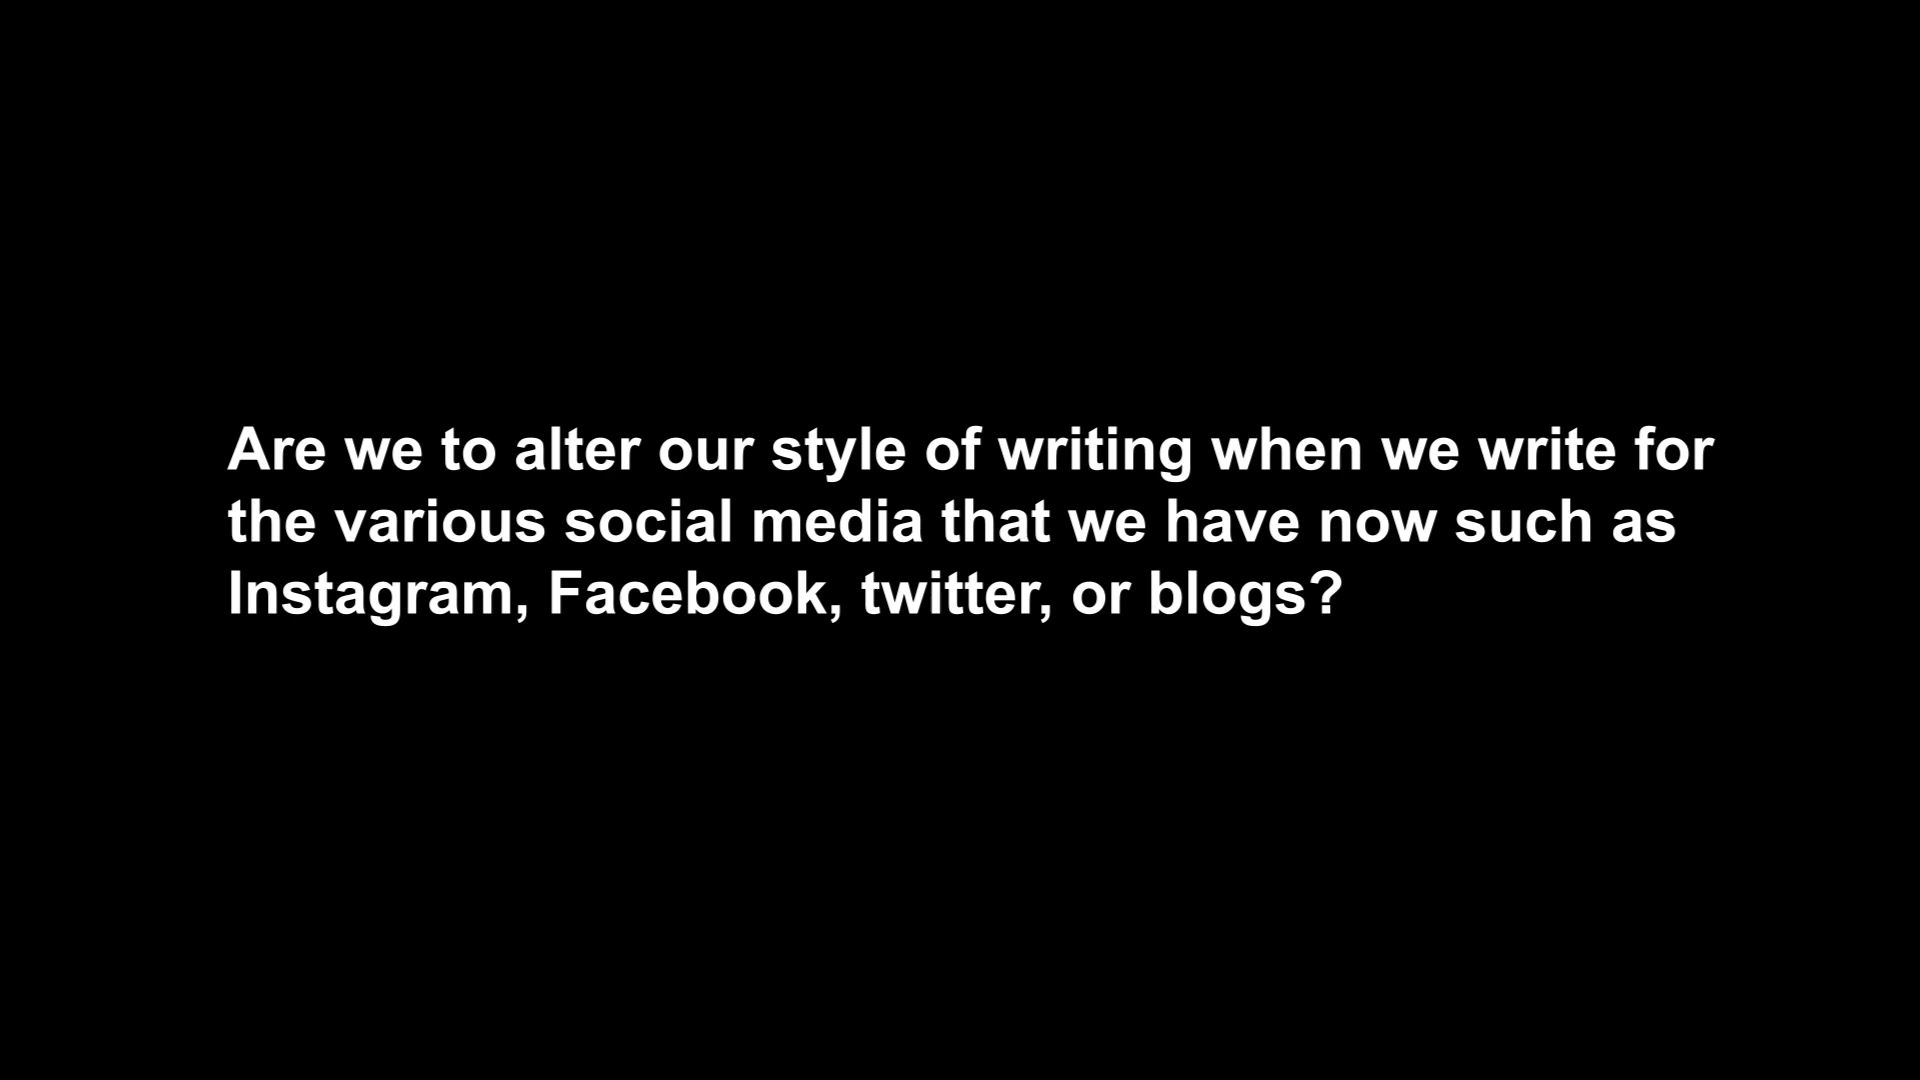 Are we to alter our style of writing when we write for
the various social media that we have now such as
Instagram, Facebook, twitter, or blogs?